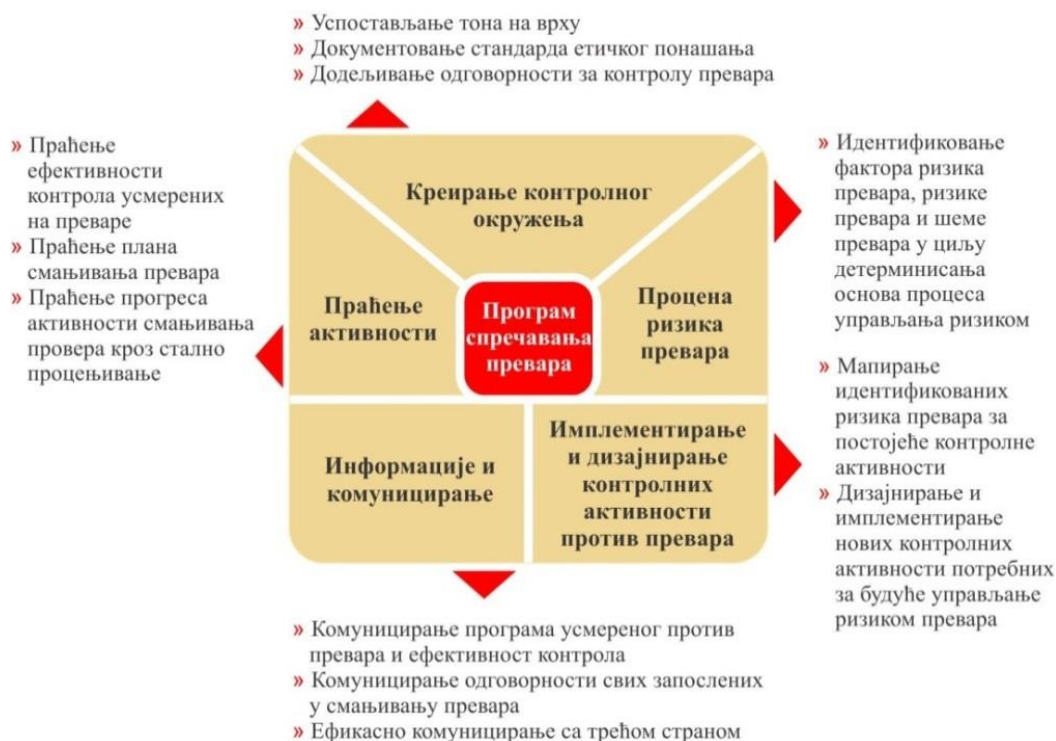 » Успостављање тона на врху
» Документовање стандарда етичког понашања
» Додељивање одговорности за контролу превара
» Праћење
ефективности
контрола усмерених
на преваре
» Праћење плана
смањивања превара
» Праћење прогреса
активности смањивања
провера кроз стално
процењивање
Креирање контролног
окружења
Праћење
активности
Програм
спречавања
превара
Процена
ризика
превара
Информације и
комуницирање
Имплементирање
и дизајнирање
контролних
активности
против превара
» Идентификовање
фактора ризика
превара, ризике
превара и шеме
превара у циљу
детерминисања
основа процеса
управљања ризиком
» Мапирање
идентификованих
ризика превара за
постојеће контролне
активности
» Дизајнирање и
имплементирање
нових контролних
активности потребних
за будуће управљање
ризиком превара
» Комуницирање програма усмереног против
превара и ефективност контрола
» Комуницирање одговорности свих запослених
у смањивању превара
» Ефикасно комуницирање са трећом страном